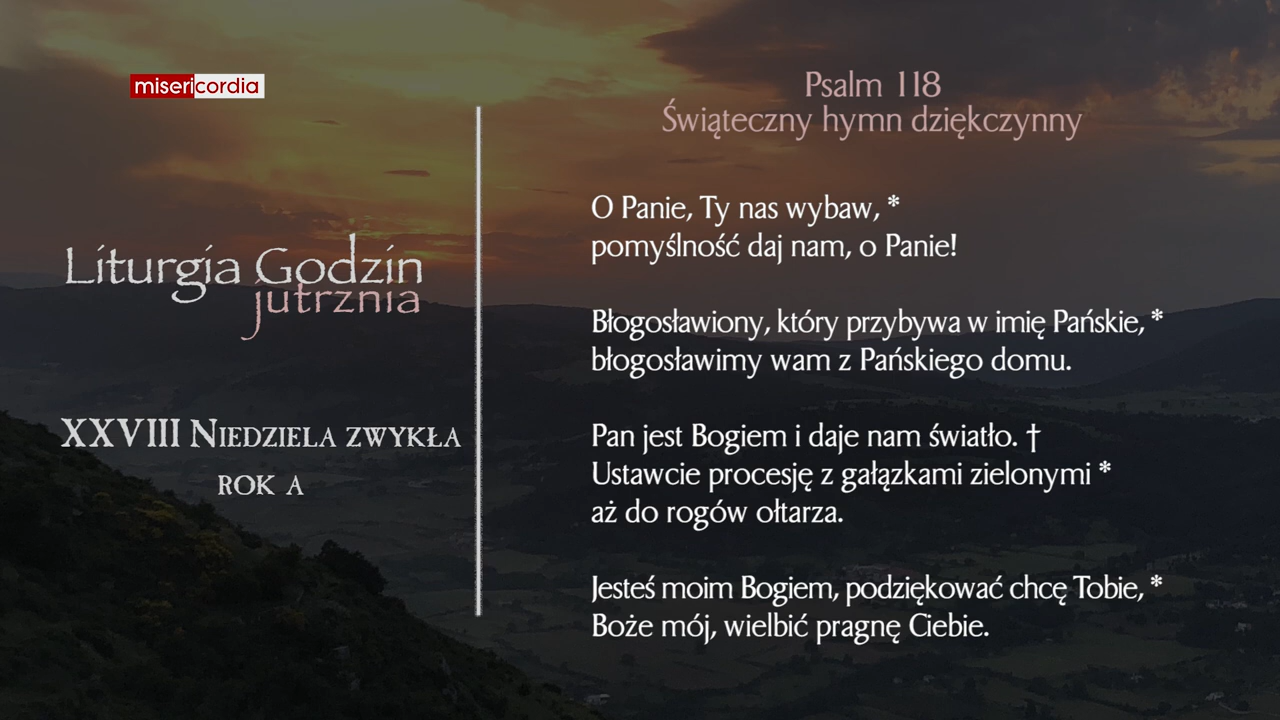 misericordia
Liturgia Godzin
jutrznia
XXVIII Niedziela zwykła
rok A
Psalm 118
Świąteczny hymn dziękczynny
O Panie, Ty nas wybaw, *
pomyślność daj nam, o Panie!
Błogosławiony, który przybywa w imię Pańskie, *
błogosławimy wam z Pańskiego domu.
Pan jest Bogiem i daje nam światło. †
Ustawcie procesję z gałązkami zielonymi *
aż do rogów ołtarza.
Jesteś moim Bogiem, podziękować chcę Tobie, *
Boże mój, wielbić pragnę Ciebie.